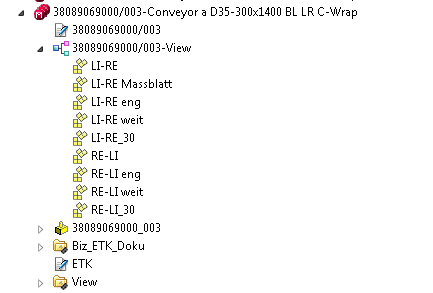 38089069000/003-Conveyor a D35-300x1400 BL LR C-Wrap
38089069000/003
38089069000/003-View
LI-RE
LI-RE Massblatt
LI-RE eng
LI-RE weit
LI-RE_30
RE-LI
RE-LI eng
RE-LI weit
RE-LI_30
38089069000_003
Biz_ETK_Doku
ETK
View